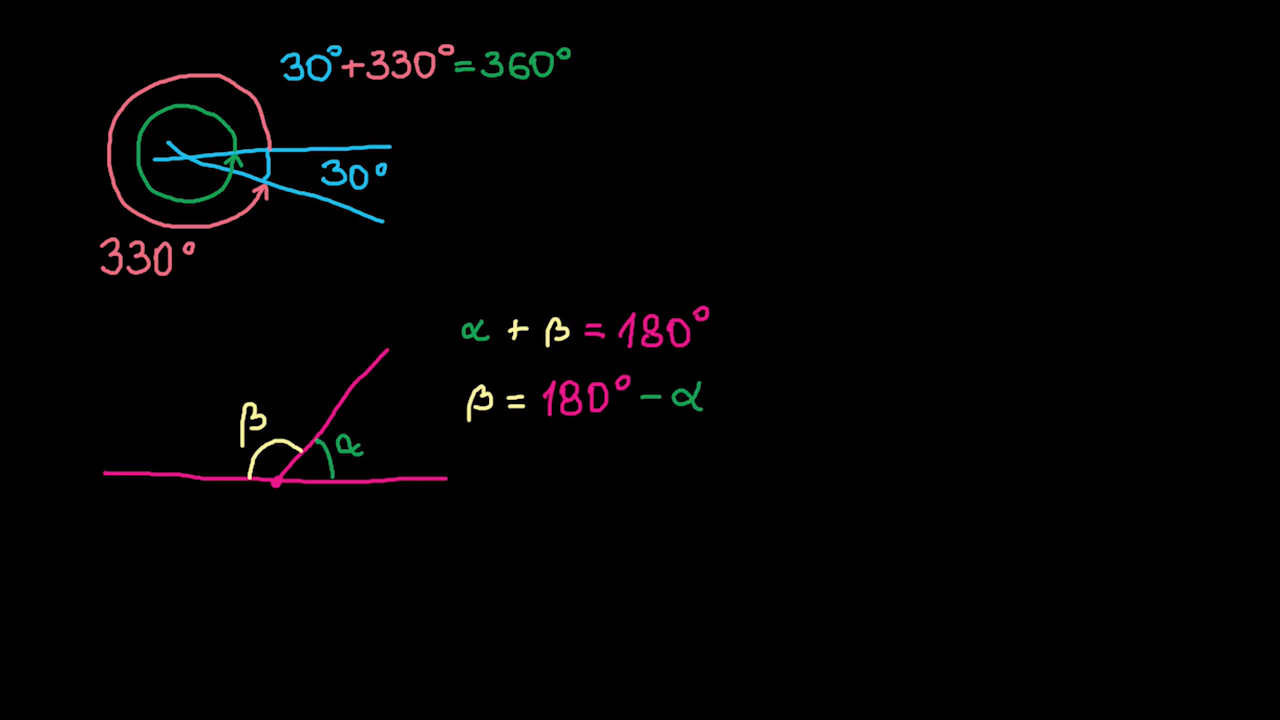 30°+330°=360°
30°
330°
α + β = 180°
β = 180° - α
β
α